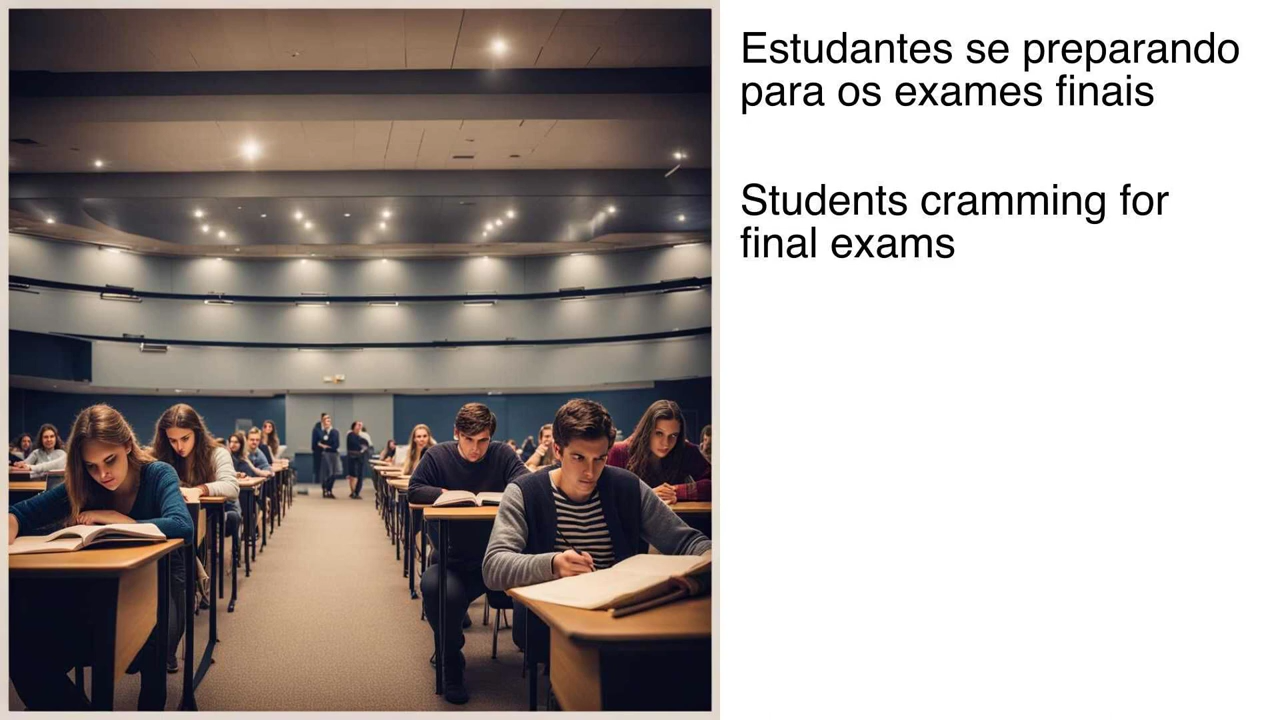 Estudantes se preparando
para os exames finais
Students cramming for
final exams